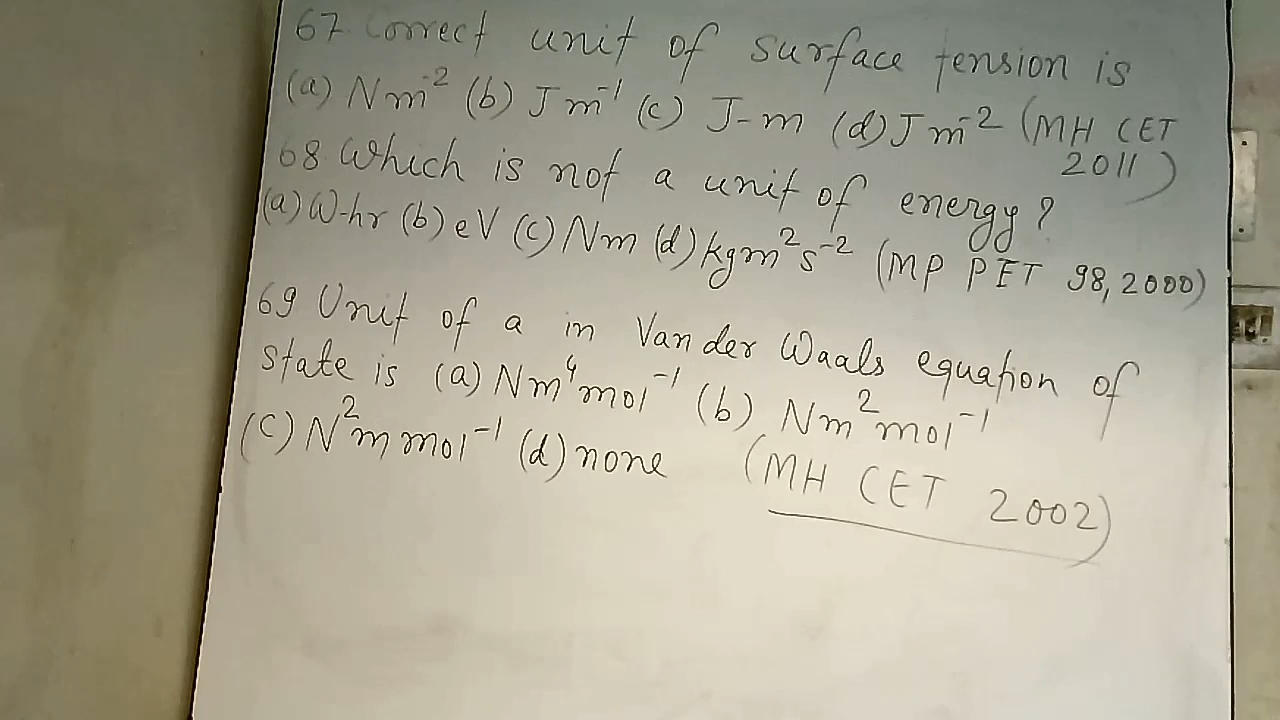 67. Correct unit of surface tension is
(a) Nm⁻² (b) Jm⁻¹ (c) J-m (d) Jm⁻² (MH CET
2011)
68 Which is not a unit of energy?
(a) W-hr (b) eV (c) Nm (d) kgm²s⁻² (MP PET 98, 2000)
69 Unit of a in Van der Waals equation of
state is (a) Nm⁴mol⁻¹ (b) Nm²mol⁻¹
(c) N²m mol⁻¹ (d) none (MH CET 2002)